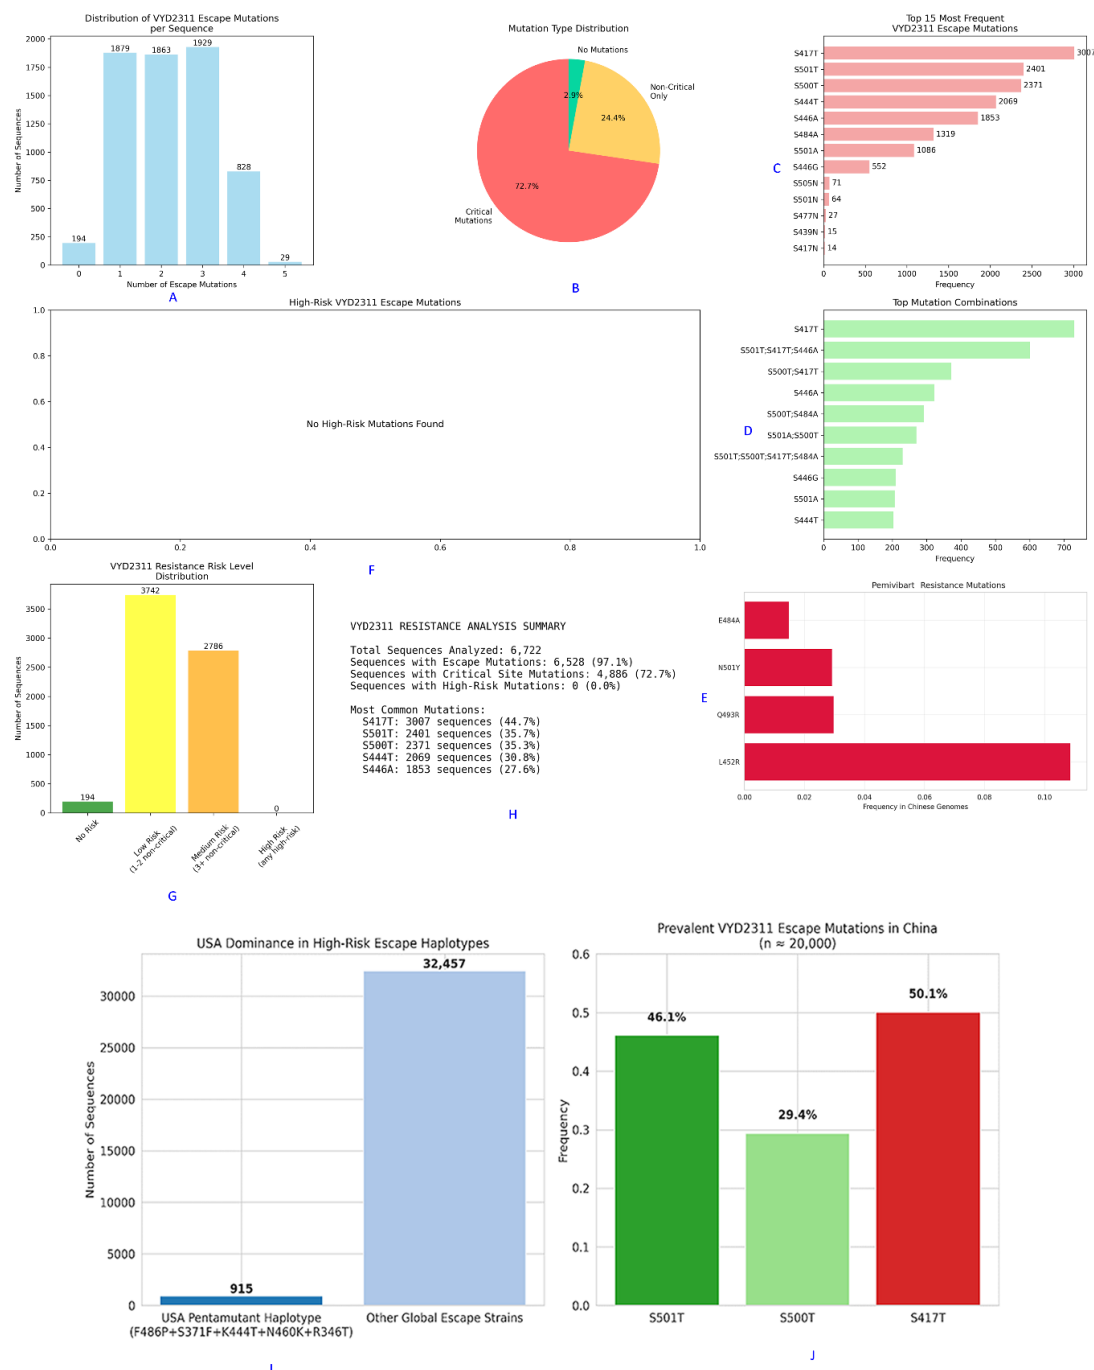 Distribution of VYD2311 Escape Mutations
per Sequence
Number of Sequences
2000
1750
1500
1250
1000
750
500
250
0
194
1879
1863
1929
828
29
0 1 2 3 4 5
Number of Escape Mutations
A
Mutation Type Distribution
No Mutations
2.9%
Non-Critical
Only
24.4%
72.7%
Critical
Mutations
B
Top 15 Most Frequent
VYD2311 Escape Mutations
S417T 3007
S501T 2401
S500T 2371
S444T 2069
S446A 1853
S484A 1319
S501A 1086
S446G 552
S505N 71
S501N 64
S477N 27
S439N 15
S417N 14
0 500 1000 1500 2000 2500 3000
Frequency
C
High-Risk VYD2311 Escape Mutations
1.0
0.8
0.6
0.4
0.2
0.0
No High-Risk Mutations Found
0.0 0.2 0.4 0.6 0.8 1.0
F
Top Mutation Combinations
S417T
S501T;S417T;S446A
S500T;S417T
S446A
S500T;S484A
S501A;S500T
S501T;S500T;S417T;S484A
S446G
S501A
S444T
0 100 200 300 400 500 600 700
Frequency
D
VYD2311 Resistance Risk Level
Distribution
Number of Sequences
3500
3000
2500
2000
1500
1000
500
0
194
3742
2786
0
No Risk
Low Risk
(1-2 non-critical)
Medium Risk
(3+ non-critical)
High Risk
(any high-risk)
G
VYD2311 RESISTANCE ANALYSIS SUMMARY
Total Sequences Analyzed: 6,722
Sequences with Escape Mutations: 6,528 (97.1%)
Sequences with Critical Site Mutations: 4,886 (72.7%)
Sequences with High-Risk Mutations: 0 (0.0%)
Most Common Mutations:
S417T: 3007 sequences (44.7%)
S501T: 2401 sequences (35.7%)
S500T: 2371 sequences (35.3%)
S444T: 2069 sequences (30.8%)
S446A: 1853 sequences (27.6%)
H
Pemivibart Resistance Mutations
E484A
N501Y
Q493R
L452R
0.00 0.02 0.04 0.06 0.08 0.10
Frequency in Chinese Genomes
E
USA Dominance in High-Risk Escape Haplotypes
Number of Sequences
30000
25000
20000
15000
10000
5000
0
915
32,457
USA Pentamutant Haplotype
(F486P+S371F+K444T+N460K+R346T)
Other Global Escape Strains
I
Prevalent VYD2311 Escape Mutations in China
(n ≈ 20,000)
Frequency
0.6
0.5
0.4
0.3
0.2
0.1
0.0
46.1%
29.4%
50.1%
S501T S500T S417T
J